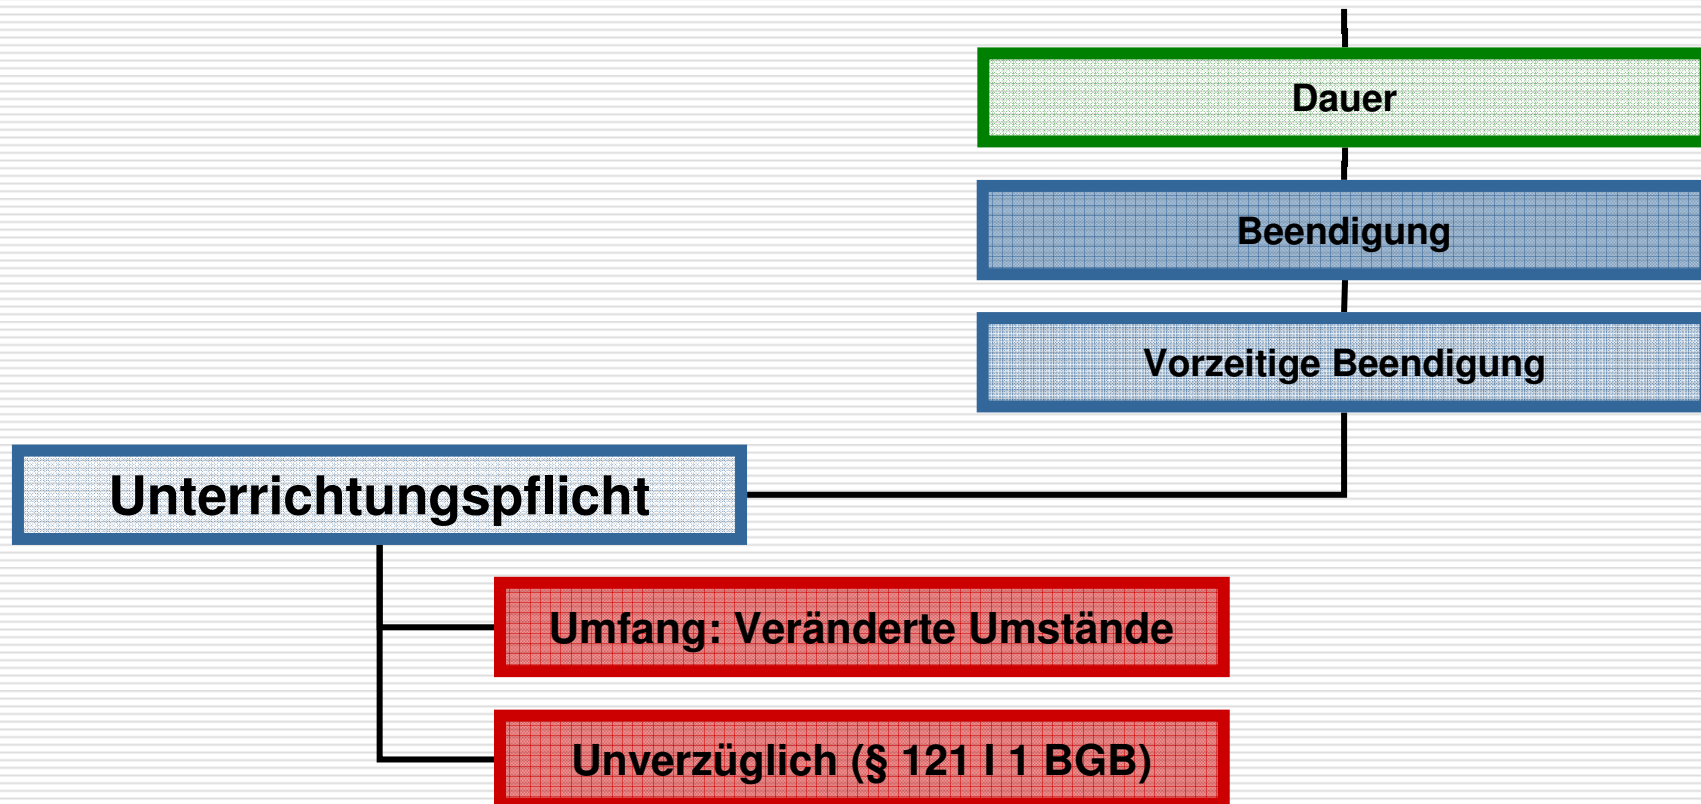 Dauer
Beendigung
Vorzeitige Beendigung
Unterrichtungspflicht
Umfang: Veränderte Umstände
Unverzüglich (§ 121 I 1 BGB)